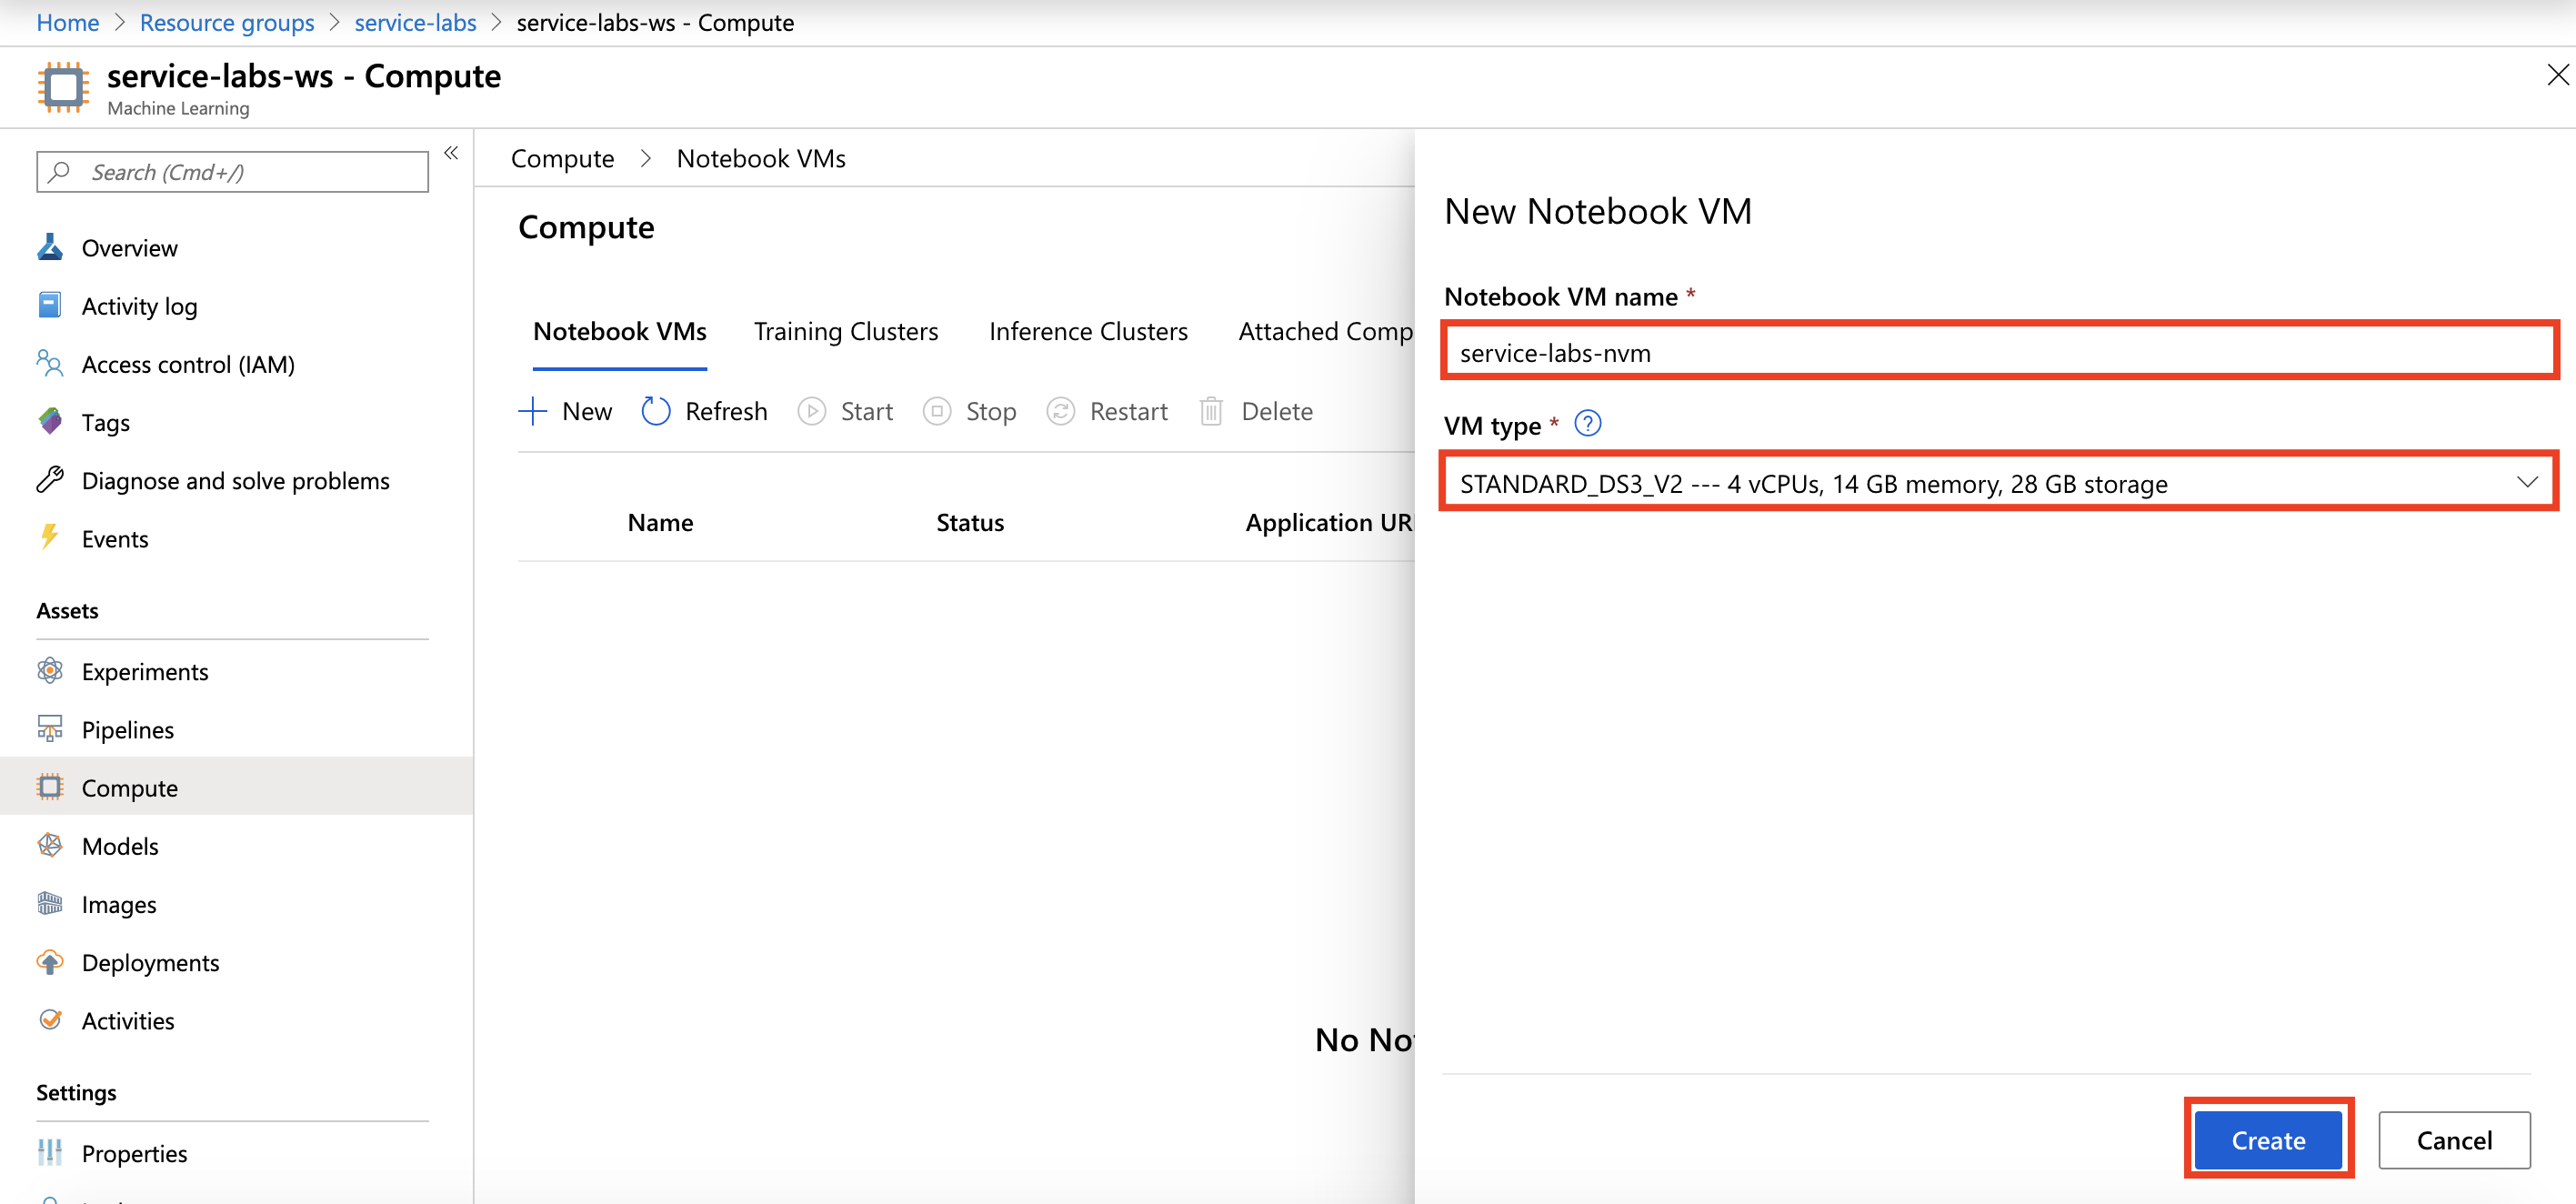 Home > Resource groups > service-labs > service-labs-ws - Compute
service-labs-ws - Compute
Machine Learning
Search (Cmd+/)
«
Overview
Activity log
Access control (IAM)
Tags
Diagnose and solve problems
Events
Assets
Experiments
Pipelines
Compute
Models
Images
Deployments
Activities
Settings
Properties
Compute > Notebook VMs
Compute
Notebook VMs Training Clusters Inference Clusters Attached Comp
New Refresh Start Stop Restart Delete
Name Status Application UR
No No
New Notebook VM
Notebook VM name *
service-labs-nvm
VM type * ?
STANDARD_DS3_V2 --- 4 vCPUs, 14 GB memory, 28 GB storage
Create Cancel